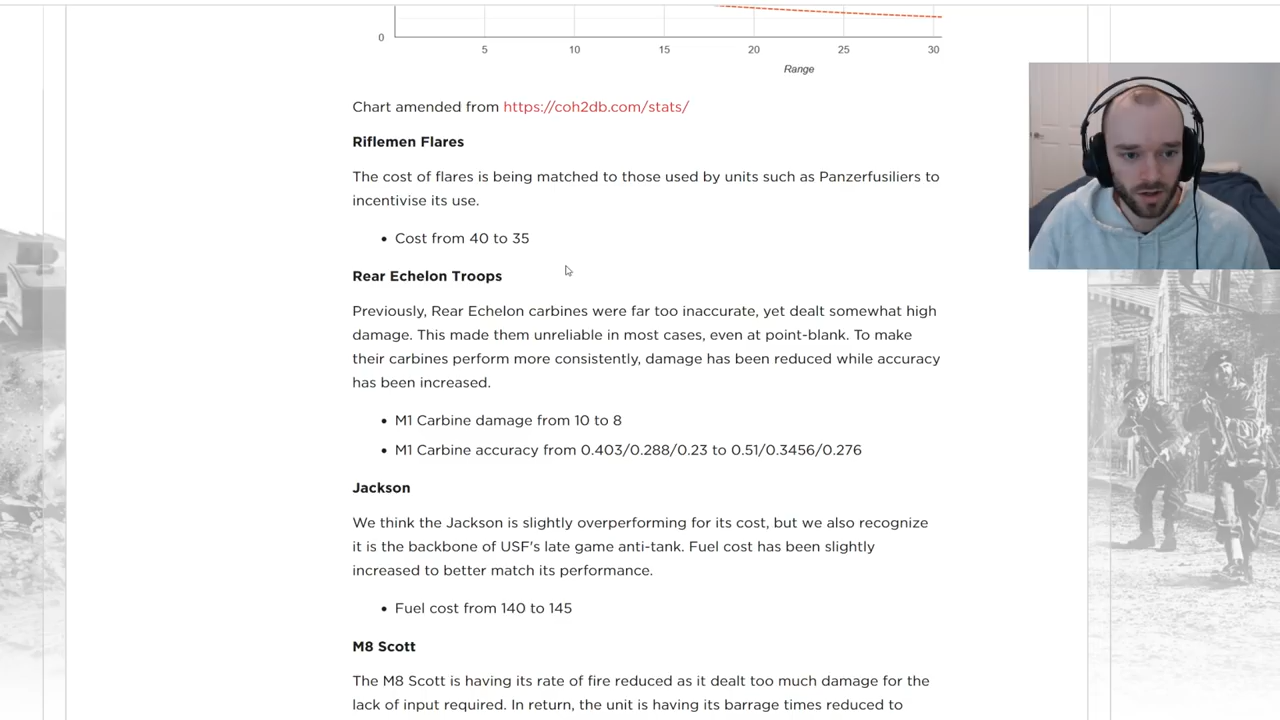 0
5 10 15 20 25 30
Range
Chart amended from https://coh2db.com/stats/
Riflemen Flares
The cost of flares is being matched to those used by units such as Panzerfusiliers to
incentivise its use.
• Cost from 40 to 35
Rear Echelon Troops
Previously, Rear Echelon carbines were far too inaccurate, yet dealt somewhat high
damage. This made them unreliable in most cases, even at point-blank. To make
their carbines perform more consistently, damage has been reduced while accuracy
has been increased.
• M1 Carbine damage from 10 to 8
• M1 Carbine accuracy from 0.403/0.288/0.23 to 0.51/0.3456/0.276
Jackson
We think the Jackson is slightly overperforming for its cost, but we also recognize
it is the backbone of USF's late game anti-tank. Fuel cost has been slightly
increased to better match its performance.
• Fuel cost from 140 to 145
M8 Scott
The M8 Scott is having its rate of fire reduced as it dealt too much damage for the
lack of input required. In return, the unit is having its barrage times reduced to